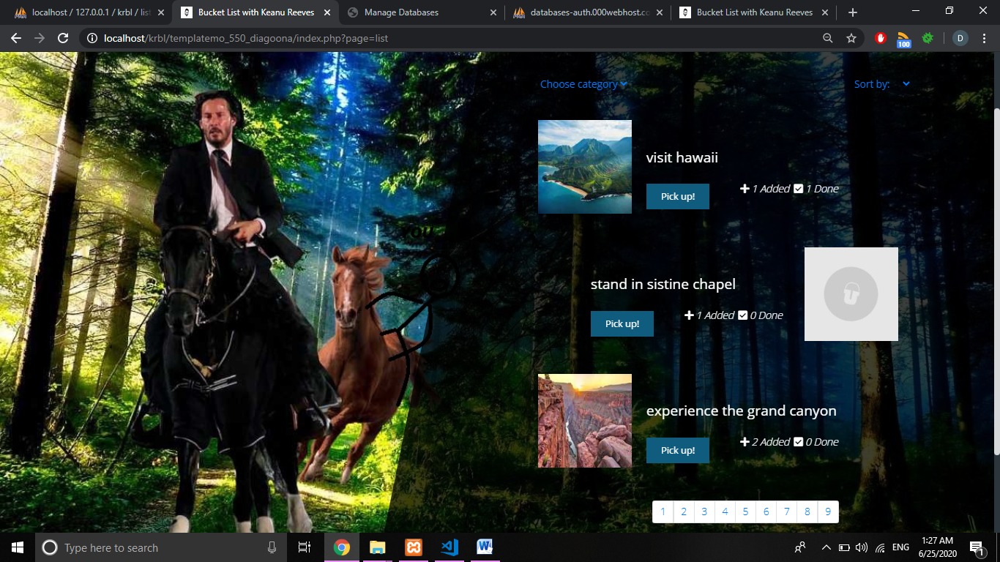 localhost / 127.0.0.1 / krbl / list
Bucket List with Keanu Reeves
Manage Databases
databases-auth.000webhost.co
Bucket List with Keanu Reeves
localhost/krbl/templatemo_550_diagoona/index.php?page=list
100
D
Choose category
Sort by:
visit hawaii
Pick up!
1 Added
1 Done
YOU
stand in sistine chapel
Pick up!
1 Added
0 Done
experience the grand canyon
Pick up!
2 Added
0 Done
1 2 3 4 5 6 7 8 9
Type here to search
ENG
1:27 AM
6/25/2020
1